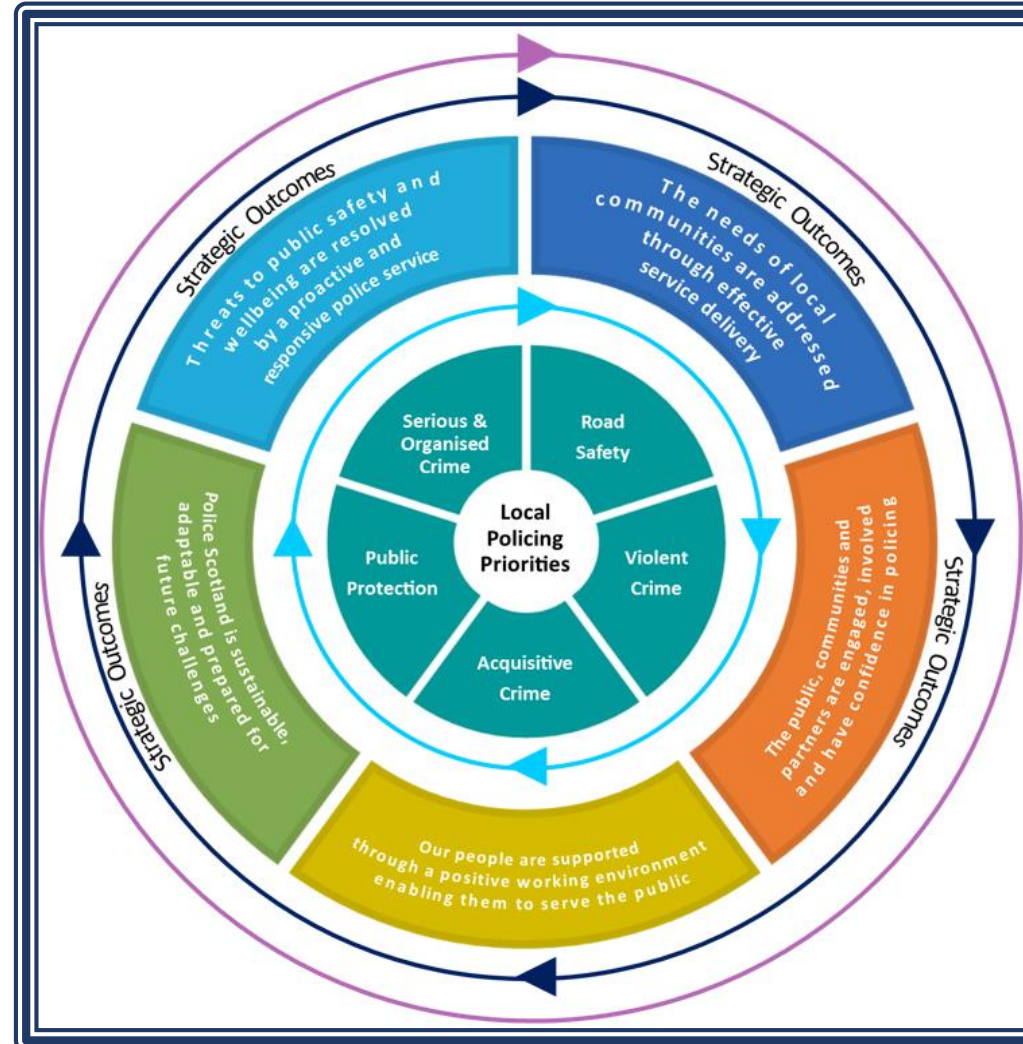 Strategic Outcomes
Threats to public safety and
wellbeing are resolved
by a proactive and
responsive police service
Strategic Outcomes
The needs of local
communities are addressed
through effective
service delivery
Strategic Outcomes
The public, communities and
partners are engaged, involved
and have confidence in policing
Our people are supported
through a positive working environment
enabling them to serve the public
Strategic Outcomes
Police Scotland is sustainable,
adaptable and prepared for
future challenges
Serious &
Organised
Crime
Road
Safety
Violent
Crime
Acquisitive
Crime
Public
Protection
Local
Policing
Priorities